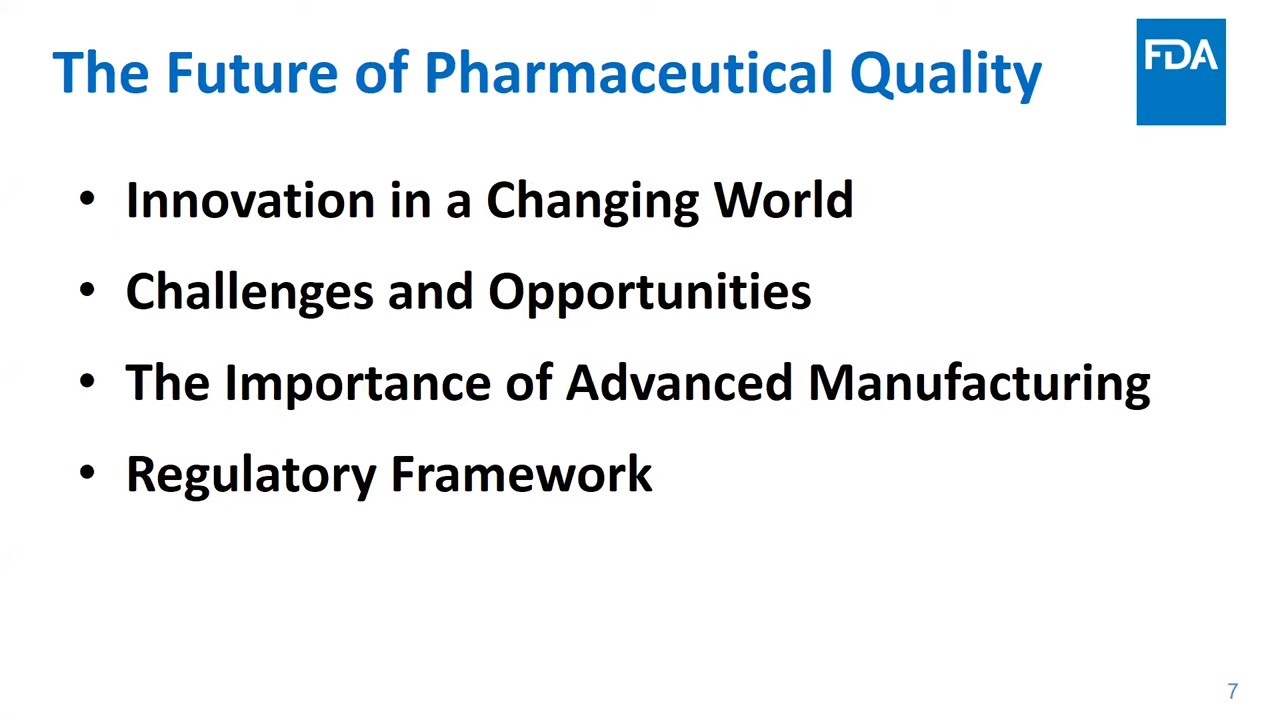 The Future of Pharmaceutical Quality
FDA
• Innovation in a Changing World
• Challenges and Opportunities
• The Importance of Advanced Manufacturing
• Regulatory Framework
7